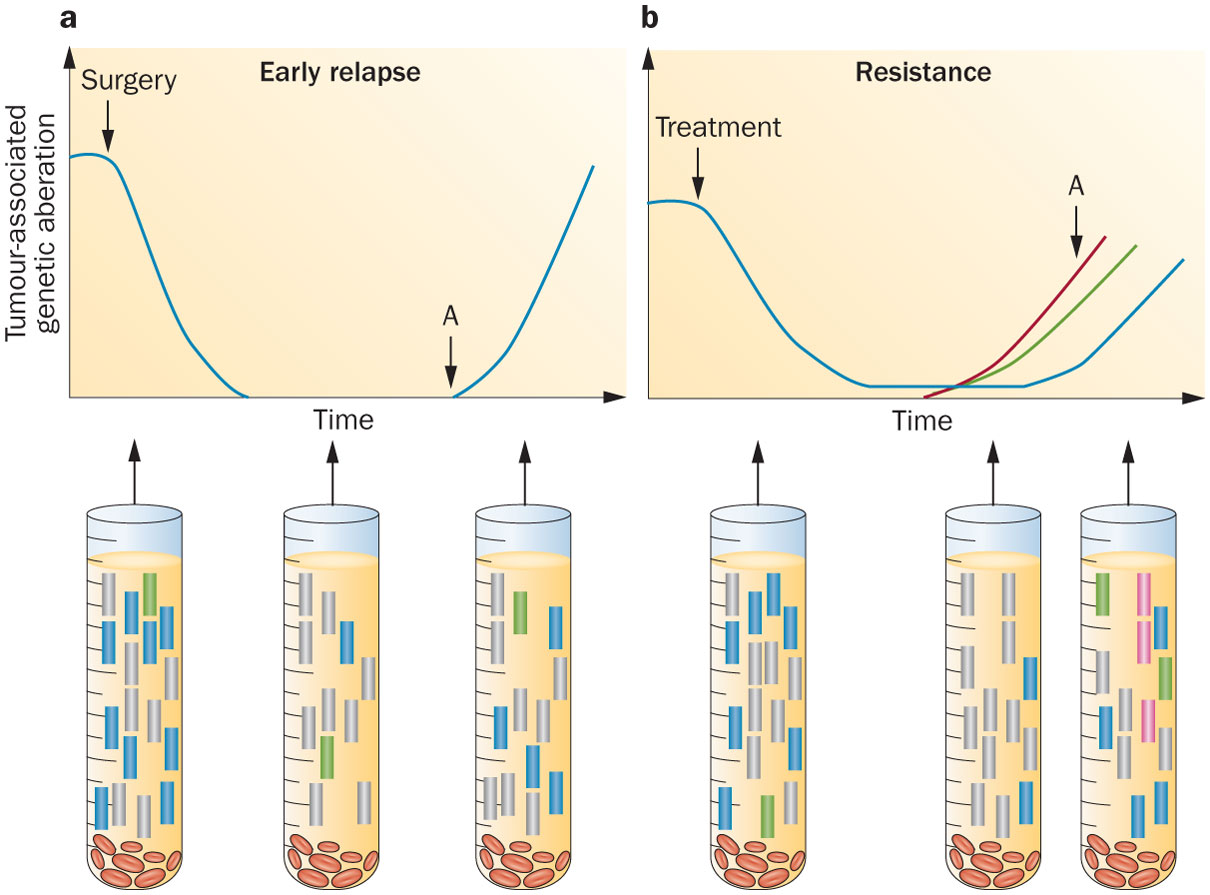 a
Early relapse
Surgery
Tumour-associated
genetic aberration
A
Time
b
Resistance
Treatment
A
Time